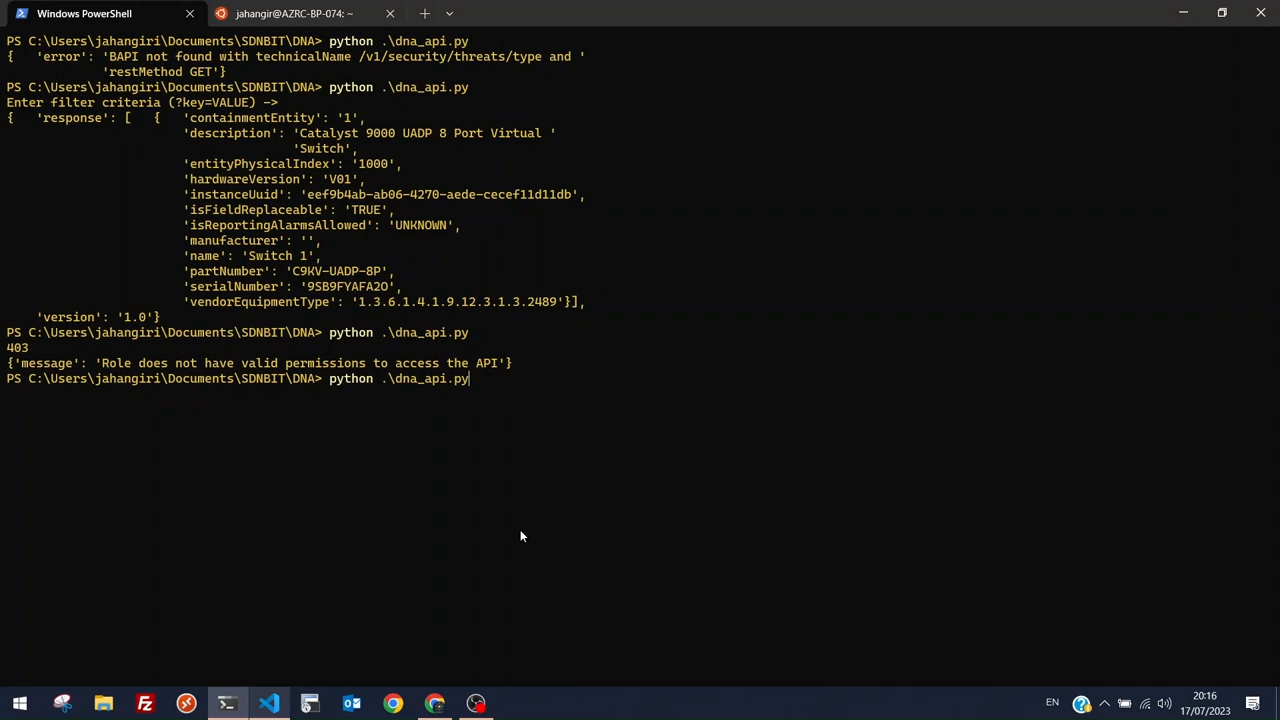 Windows PowerShell
jahangir@AZRC-BP-074: ~
PS C:\Users\jahangiri\Documents\SDNBIT\DNA> python .\dna_api.py
{   'error': 'BAPI not found with technicalName /v1/security/threats/type and '
             'restMethod GET'}
PS C:\Users\jahangiri\Documents\SDNBIT\DNA> python .\dna_api.py
Enter filter criteria (?key=VALUE) ->
{   'response': [   {   'containmentEntity': '1',
                        'description': 'Catalyst 9000 UADP 8 Port Virtual '
                                       'Switch',
                        'entityPhysicalIndex': '1000',
                        'hardwareVersion': 'V01',
                        'instanceUuid': 'eef9b4ab-ab06-4270-aede-cecef11d11db',
                        'isFieldReplaceable': 'TRUE',
                        'isReportingAlarmsAllowed': 'UNKNOWN',
                        'manufacturer': '',
                        'name': 'Switch 1',
                        'partNumber': 'C9KV-UADP-8P',
                        'serialNumber': '9SB9FYAFA2O',
                        'vendorEquipmentType': '1.3.6.1.4.1.9.12.3.1.3.2489'}],
    'version': '1.0'}
PS C:\Users\jahangiri\Documents\SDNBIT\DNA> python .\dna_api.py
403
{'message': 'Role does not have valid permissions to access the API'}
PS C:\Users\jahangiri\Documents\SDNBIT\DNA> python .\dna_api.py
EN
20:16
17/07/2023